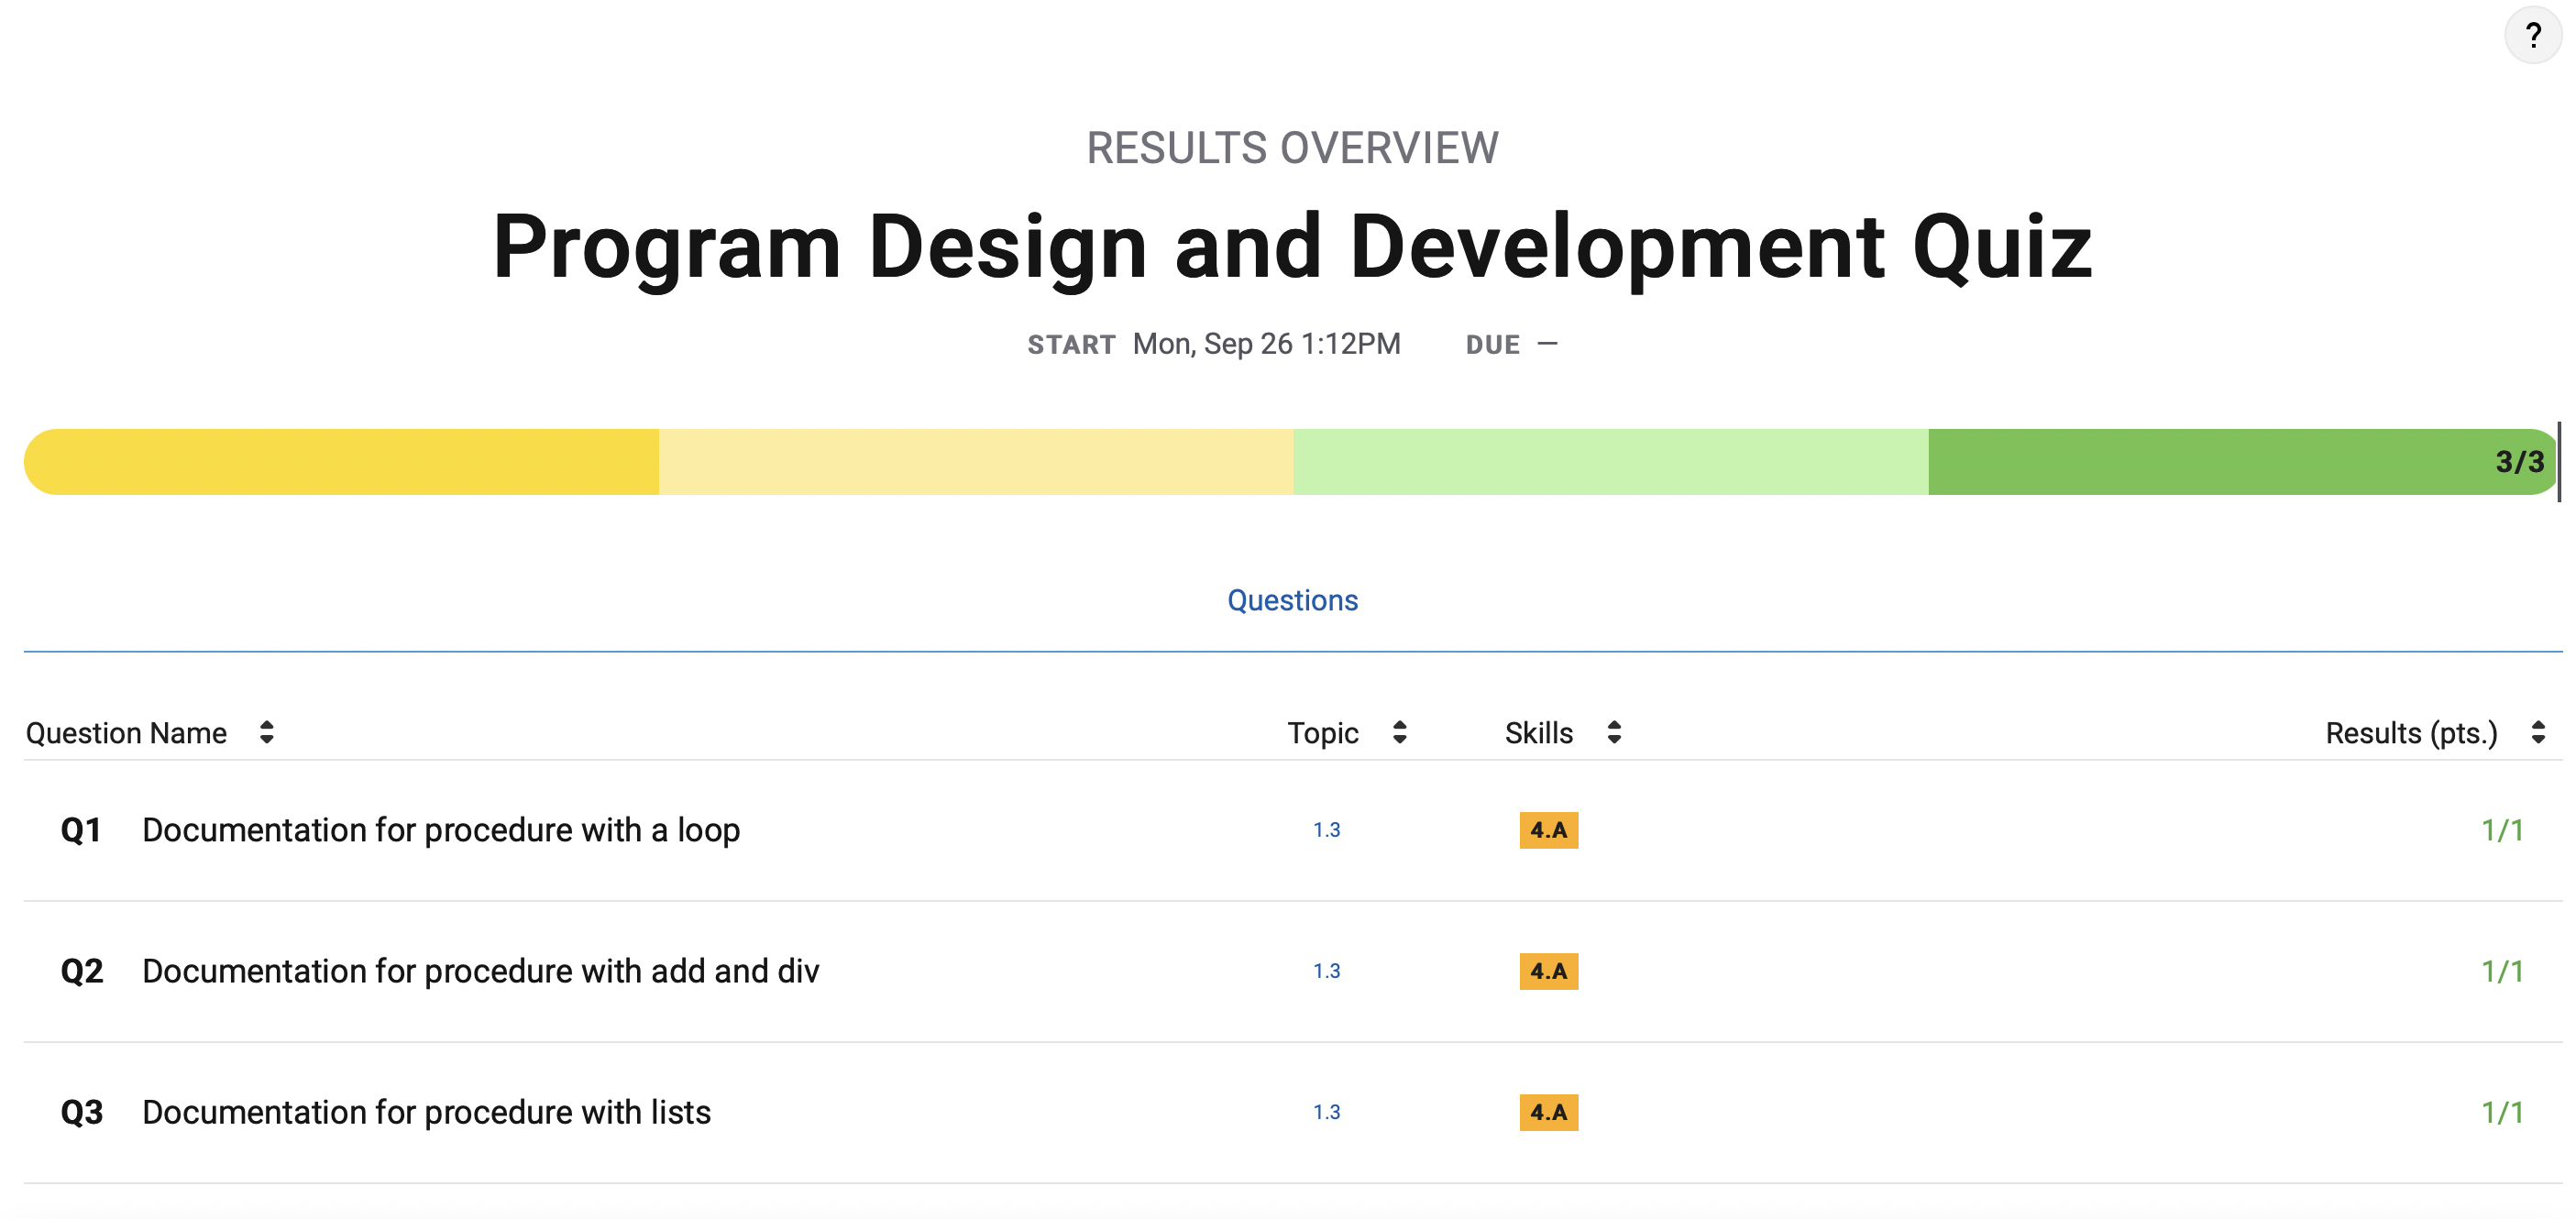 ?
RESULTS OVERVIEW
Program Design and Development Quiz
START Mon, Sep 26 1:12PM DUE —
3/3
Questions
Question Name Topic Skills Results (pts.)
Q1 Documentation for procedure with a loop 1.3 4.A 1/1
Q2 Documentation for procedure with add and div 1.3 4.A 1/1
Q3 Documentation for procedure with lists 1.3 4.A 1/1